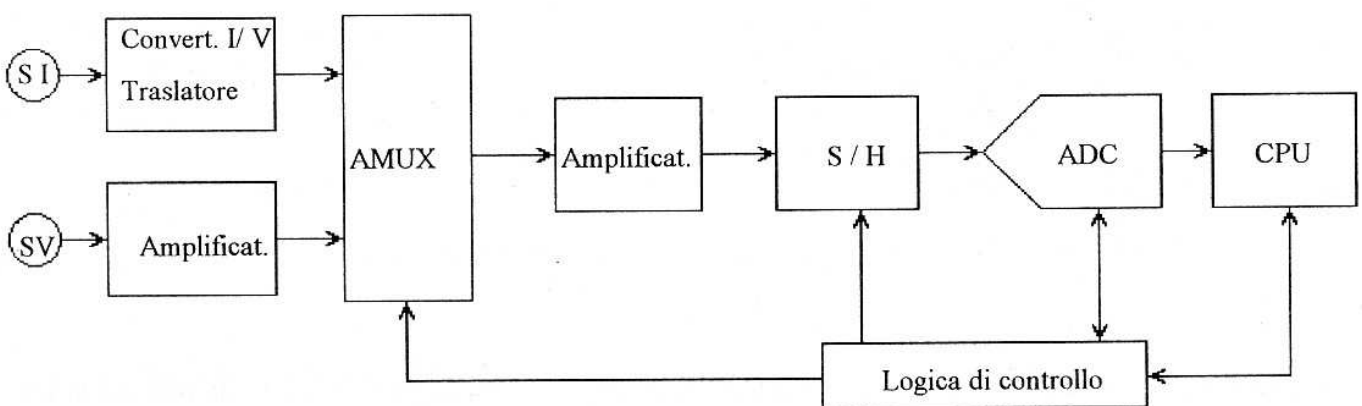 S I
Convert. I/ V
Traslatore
SV
Amplificat.
AMUX
Amplificat.
S / H
ADC
CPU
Logica di controllo